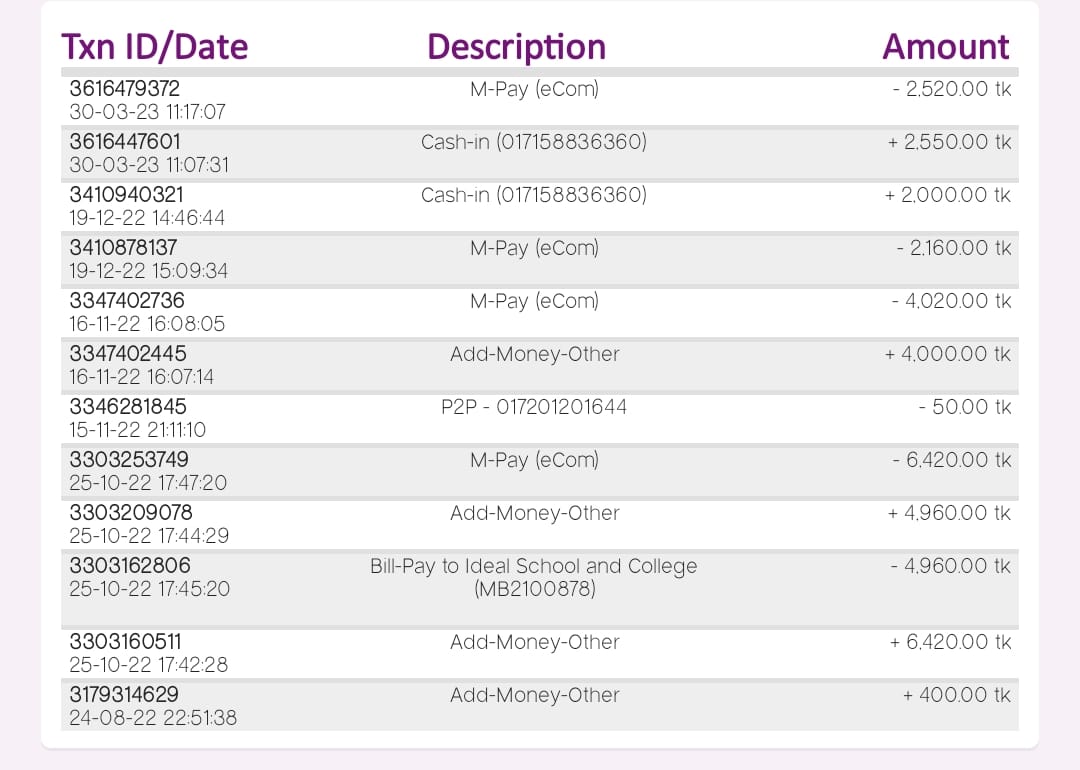 Txn ID/Date Description Amount
3616479372 M-Pay (eCom) - 2,520.00 tk
30-03-23 11:17:07
3616447601 Cash-in (017158836360) + 2,550.00 tk
30-03-23 11:07:31
3410940321 Cash-in (017158836360) + 2,000.00 tk
19-12-22 14:46:44
3410878137 M-Pay (eCom) - 2,160.00 tk
19-12-22 15:09:34
3347402736 M-Pay (eCom) - 4,020.00 tk
16-11-22 16:08:05
3347402445 Add-Money-Other + 4,000.00 tk
16-11-22 16:07:14
3346281845 P2P - 017201201644 - 50.00 tk
15-11-22 21:11:10
3303253749 M-Pay (eCom) - 6,420.00 tk
25-10-22 17:47:20
3303209078 Add-Money-Other + 4,960.00 tk
25-10-22 17:44:29
3303162806 Bill-Pay to Ideal School and College - 4,960.00 tk
25-10-22 17:45:20 (MB2100878)
3303160511 Add-Money-Other + 6,420.00 tk
25-10-22 17:42:28
3179314629 Add-Money-Other + 400.00 tk
24-08-22 22:51:38